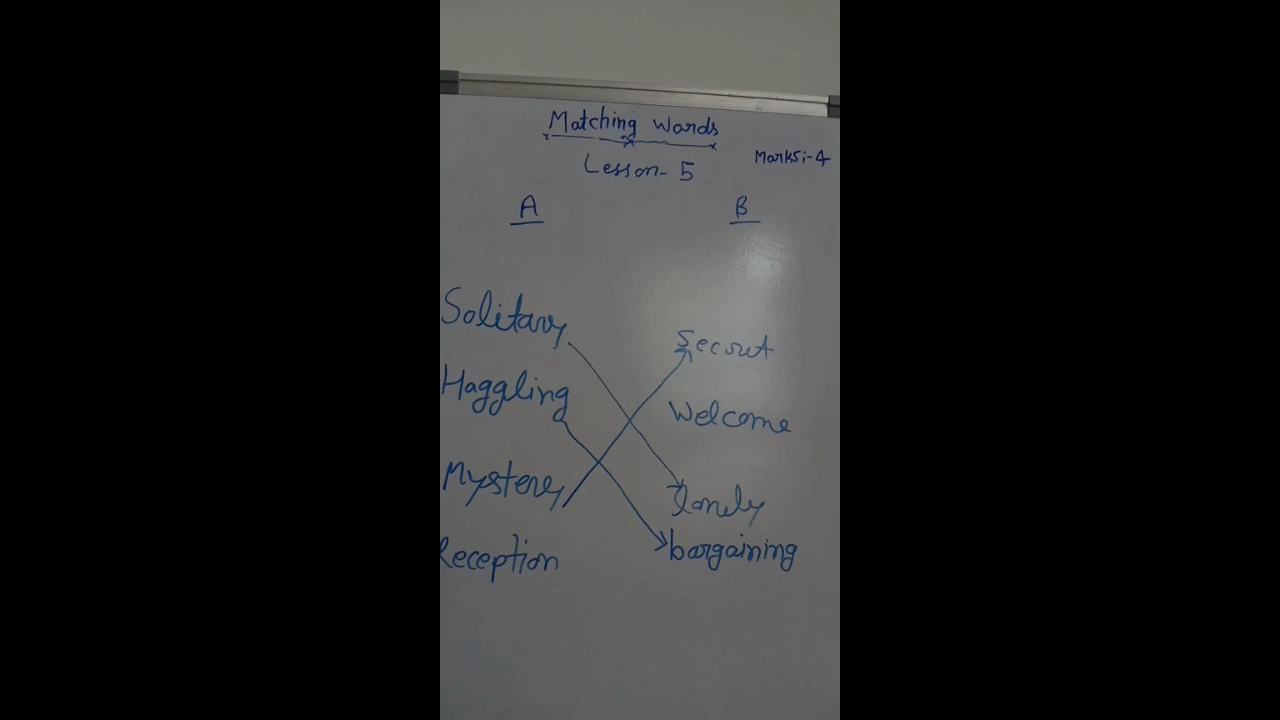 Matching Words
Lesson- 5
Marks:-4
A B
Solitary
Secret
Haggling
Welcome
Mystery
lonely
Reception
bargaining